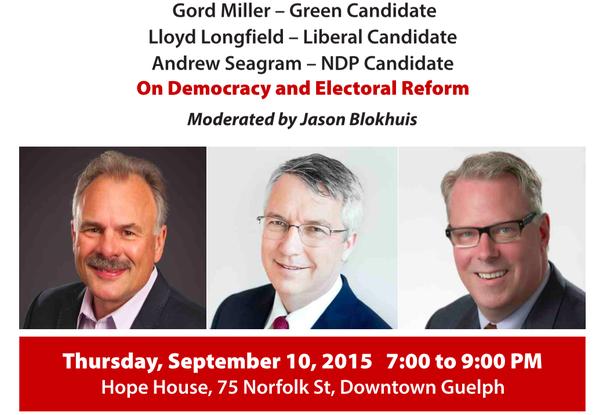 Gord Miller – Green Candidate
Lloyd Longfield – Liberal Candidate
Andrew Seagram – NDP Candidate
On Democracy and Electoral Reform
Moderated by Jason Blokhuis
Thursday, September 10, 2015   7:00 to 9:00 PM
Hope House, 75 Norfolk St, Downtown Guelph